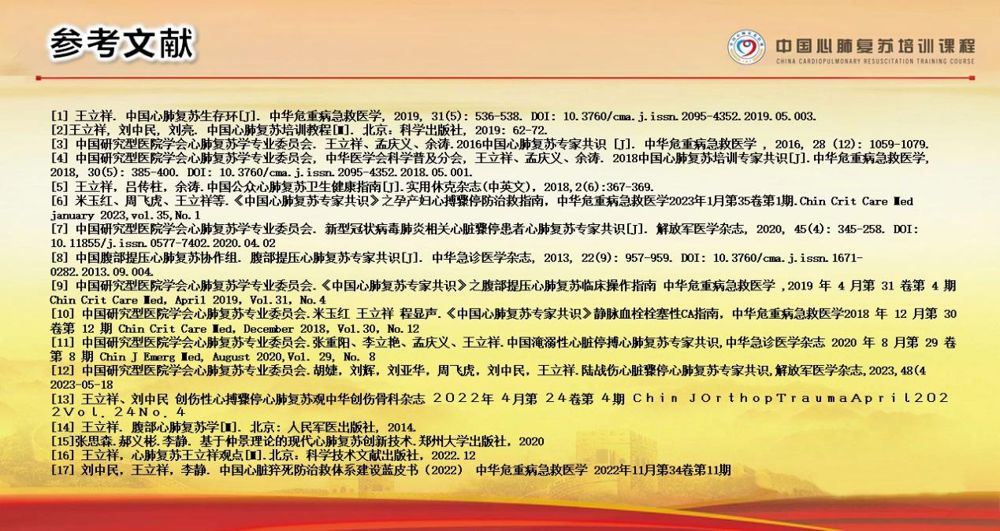 参考文献
中国心肺复苏培训课程
CHINA CARDIOPULMONARY RESUSCITATION TRAINING COURSE
[1] 王立祥. 中国心肺复苏生存环[J]. 中华危重病急救医学, 2019, 31(5): 536-538. DOI: 10.3760/cma.j.issn.2095-4352.2019.05.003.
[2]王立祥, 刘中民, 刘亮. 中国心肺复苏培训教程[M]. 北京: 科学出版社, 2019: 62-72.
[3] 中国研究型医院学会心肺复苏学专业委员会. 王立祥、孟庆义、余涛.2016中国心肺复苏专家共识 [J]. 中华危重病急救医学 , 2016, 28 (12): 1059-1079.
[4] 中国研究型医院学会心肺复苏学专业委员会, 中华医学会科学普及分会, 王立祥、孟庆义、余涛. 2018中国心肺复苏培训专家共识[J].中华危重病急救医学,
2018, 30(5): 385-400. DOI: 10.3760/cma.j.issn.2095-4352.2018.05.001.
[5] 王立祥, 吕传柱, 余涛.中国公众心肺复苏卫生健康指南[J].实用休克杂志(中英文), 2018,2(6):367-369.
[6] 米玉红、周飞虎、王立祥等.《中国心肺复苏专家共识》之孕产妇心搏骤停防治救指南, 中华危重病急救医学2023年1月第35卷第1期.Chin Crit Care Med
january 2023,vol.35,No.1
[7] 中国研究型医院学会心肺复苏学专业委员会. 新型冠状病毒肺炎相关心脏骤停患者心肺复苏专家共识[J]. 解放军医学杂志, 2020, 45(4): 345-258. DOI:
10.11855/j.issn.0577-7402.2020.04.02
[8] 中国腹部提压心肺复苏协作组. 腹部提压心肺复苏专家共识[J]. 中华急诊医学杂志, 2013, 22(9): 957-959. DOI: 10.3760/cma.j.issn.1671-
0282.2013.09.004.
[9] 中国研究型医院学会心肺复苏学专业委员会.《中国心肺复苏专家共识》之腹部提压心肺复苏临床操作指南 中华危重病急救医学 ,2019 年 4 月第 31 卷第 4 期
Chin Crit Care Med, April 2019, Vol.31, No.4
[10] 中国研究型医院学会心肺复苏专业委员会.米玉红 王立祥 程显声.《中国心肺复苏专家共识》静脉血栓栓塞性CA指南, 中华危重病急救医学2018 年 12 月第 30
卷第 12 期 Chin Crit Care Med, December 2018, Vol.30, No.12
[11] 中国研究型医院学会心肺复苏专业委员会.张重阳、李立艳、孟庆义、王立祥.中国淹溺性心脏停搏心肺复苏专家共识,中华急诊医学杂志 2020 年 8 月第 29 卷
第 8 期 Chin J Emerg Med, August 2020,Vol. 29, No. 8
[12] 中国研究型医院学会心肺复苏专业委员会.胡婕, 刘辉, 刘亚华, 周飞虎, 刘中民, 王立祥.陆战伤心脏骤停心肺复苏专家共识,解放军医学杂志,2023,48(4
2023-05-18
[13] 王立祥、刘中民 创伤性心搏骤停心肺复苏观中华创伤骨科杂志 ２０２２年 ４月第 ２４卷第 ４期 Ｃｈｉｎ ＪＯｒｔｈｏｐＴｒａｕｍａＡｐｒｉｌ２０２
２Ｖｏｌ．２４Ｎｏ．４
[14] 王立祥. 腹部心肺复苏学[M]. 北京: 人民军医出版社, 2014.
[15]张思森.郝义彬.李静. 基于仲景理论的现代心肺复苏创新技术.郑州大学出版社, 2020
[16] 王立祥, 心肺复苏王立祥观点[M].北京: 科学技术文献出版社, 2022.12
[17] 刘中民, 王立祥, 李静. 中国心脏猝死防治救体系建设蓝皮书（2022） 中华危重病急救医学 2022年11月第34卷第11期